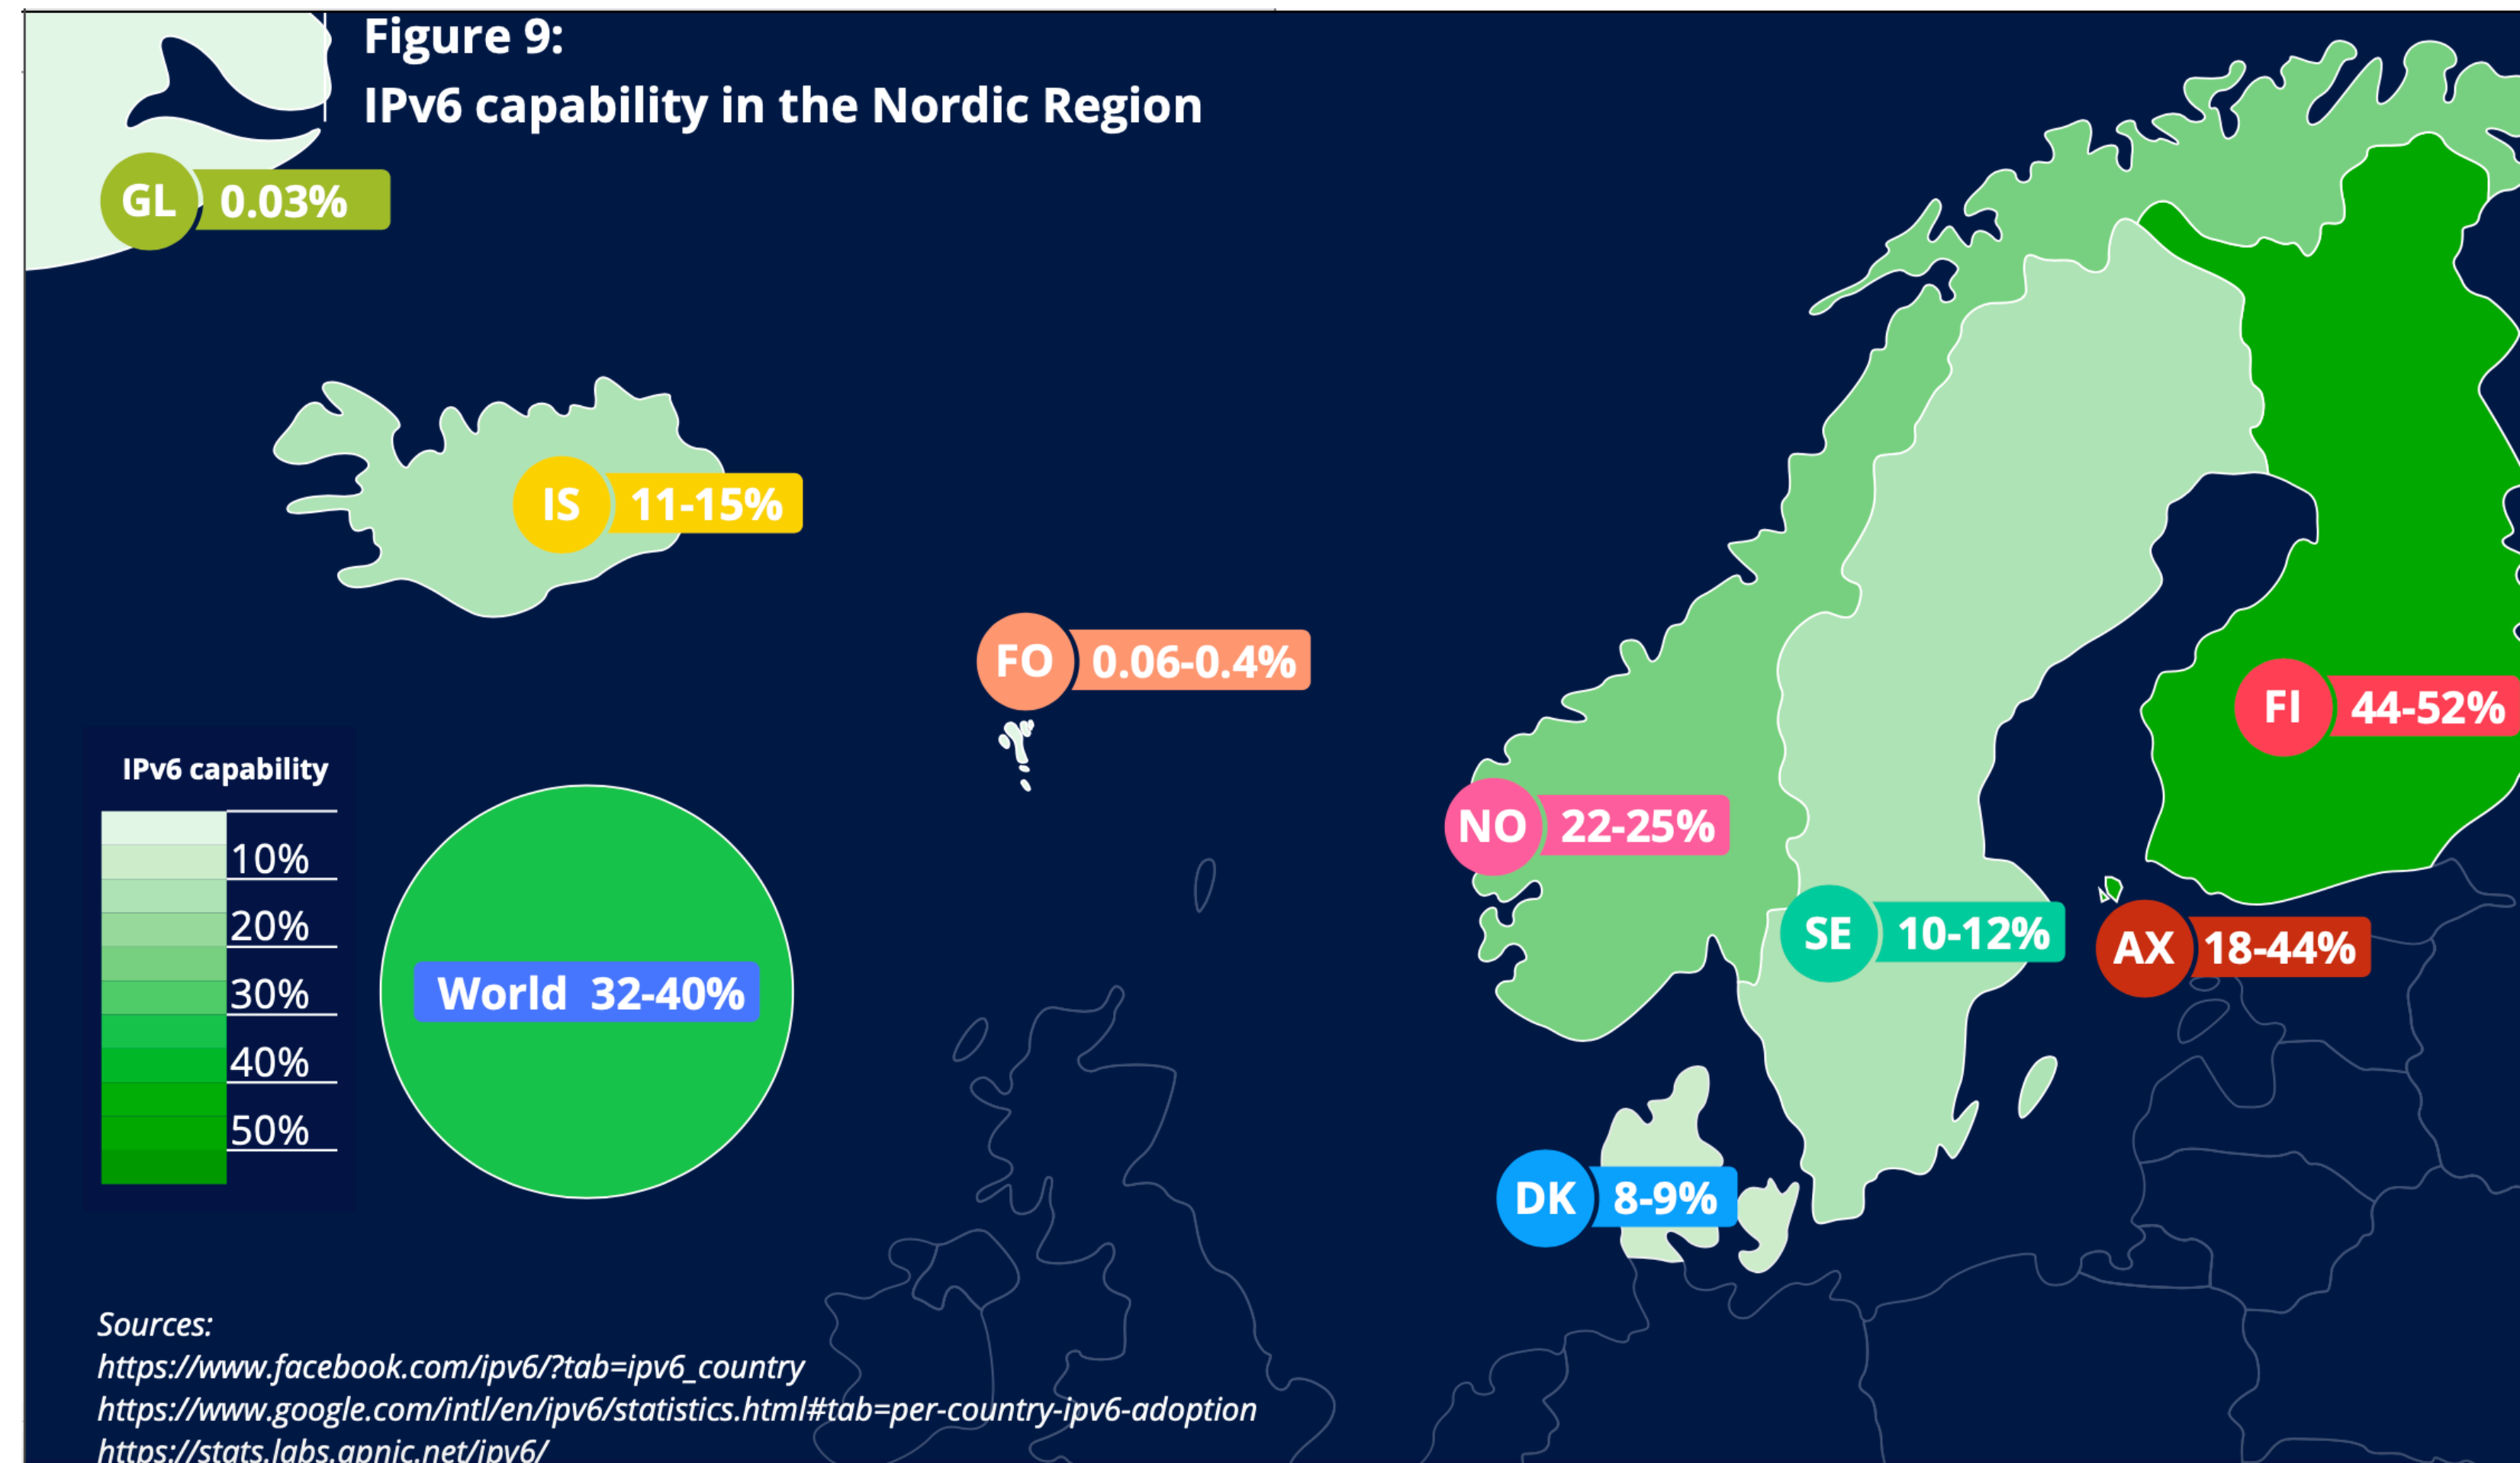 Figure 9:
IPv6 capability in the Nordic Region
GL 0.03%
IS 11-15%
FO 0.06-0.4%
FI 44-52%
IPv6 capability
10%
20%
30%
40%
50%
World 32-40%
NO 22-25%
SE 10-12%
AX 18-44%
DK 8-9%
Sources:
https://www.facebook.com/ipv6/?tab=ipv6_country
https://www.google.com/intl/en/ipv6/statistics.html#tab=per-country-ipv6-adoption
https://stats.labs.apnic.net/ipv6/